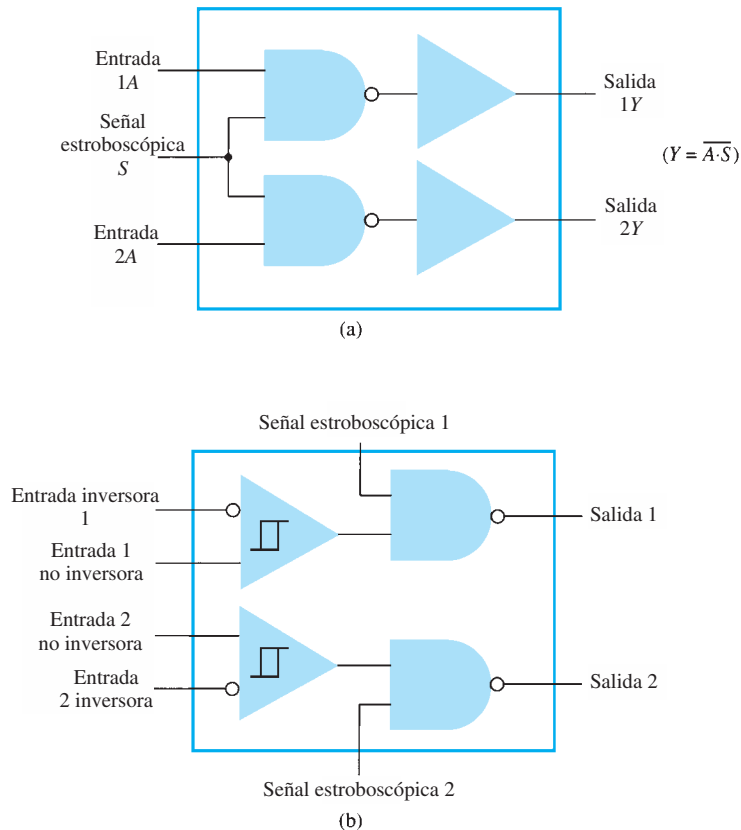 Entrada
1A
Señal
estroboscópica
S
Entrada
2A
Salida
1Y
(Y = \overline{A·S})
Salida
2Y
(a)
Señal estroboscópica 1
Entrada inversora
1
Entrada 1
no inversora
Entrada 2
no inversora
Entrada
2 inversora
Salida 1
Salida 2
Señal estroboscópica 2
(b)